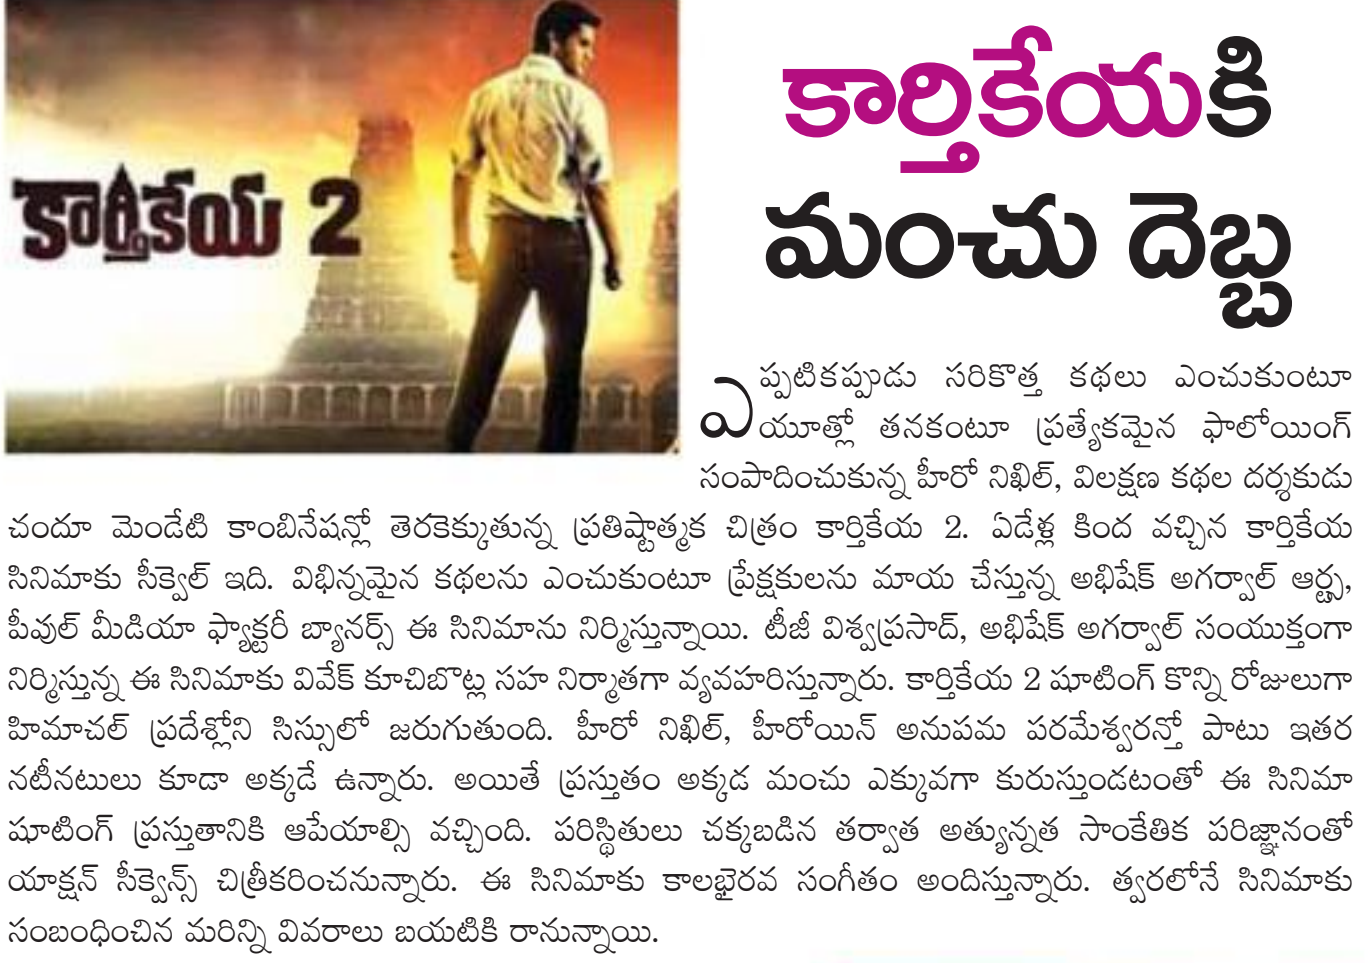 కార్తికేయ 2
కార్తికేయకి
మంచు దెబ్బ
ఎప్పటికప్పుడు సరికొత్త కథలు ఎంచుకుంటూ
యూత్లో తనకంటూ ప్రత్యేకమైన ఫాలోయింగ్
సంపాదించుకున్న హీరో నిఖిల్, విలక్షణ కథల దర్శకుడు
చందూ మెండేటి కాంబినేషన్లో తెరకెక్కుతున్న ప్రతిష్టాత్మక చిత్రం కార్తికేయ 2. ఏడేళ్ల కింద వచ్చిన కార్తికేయ
సినిమాకు సీక్వెల్ ఇది. విభిన్నమైన కథలను ఎంచుకుంటూ ప్రేక్షకులను మాయ చేస్తున్న అభిషేక్ అగర్వాల్ ఆర్ట్స,
పీవుల్ మీడియా ఫ్యాక్టరీ బ్యానర్స్ ఈ సినిమాను నిర్మిస్తున్నాయి. టీజీ విశ్వప్రసాద్, అభిషేక్ అగర్వాల్ సంయుక్తంగా
నిర్మిస్తున్న ఈ సినిమాకు వివేక్ కూచిబొట్ల సహ నిర్మాతగా వ్యవహరిస్తున్నారు. కార్తికేయ 2 షూటింగ్ కొన్ని రోజులుగా
హిమాచల్ ప్రదేశ్లోని సిస్సులో జరుగుతుంది. హీరో నిఖిల్, హీరోయిన్ అనుపమ పరమేశ్వరన్తో పాటు ఇతర
నటీనటులు కూడా అక్కడే ఉన్నారు. అయితే ప్రస్తుతం అక్కడ మంచు ఎక్కువగా కురుస్తుండటంతో ఈ సినిమా
షూటింగ్ ప్రస్తుతానికి ఆపేయాల్సి వచ్చింది. పరిస్థితులు చక్కబడిన తర్వాత అత్యున్నత సాంకేతిక పరిజ్ఞానంతో
యాక్షన్ సీక్వెన్స్ చిత్రీకరించనున్నారు. ఈ సినిమాకు కాలభైరవ సంగీతం అందిస్తున్నారు. త్వరలోనే సినిమాకు
సంబంధించిన మరిన్ని వివరాలు బయటికి రానున్నాయి.